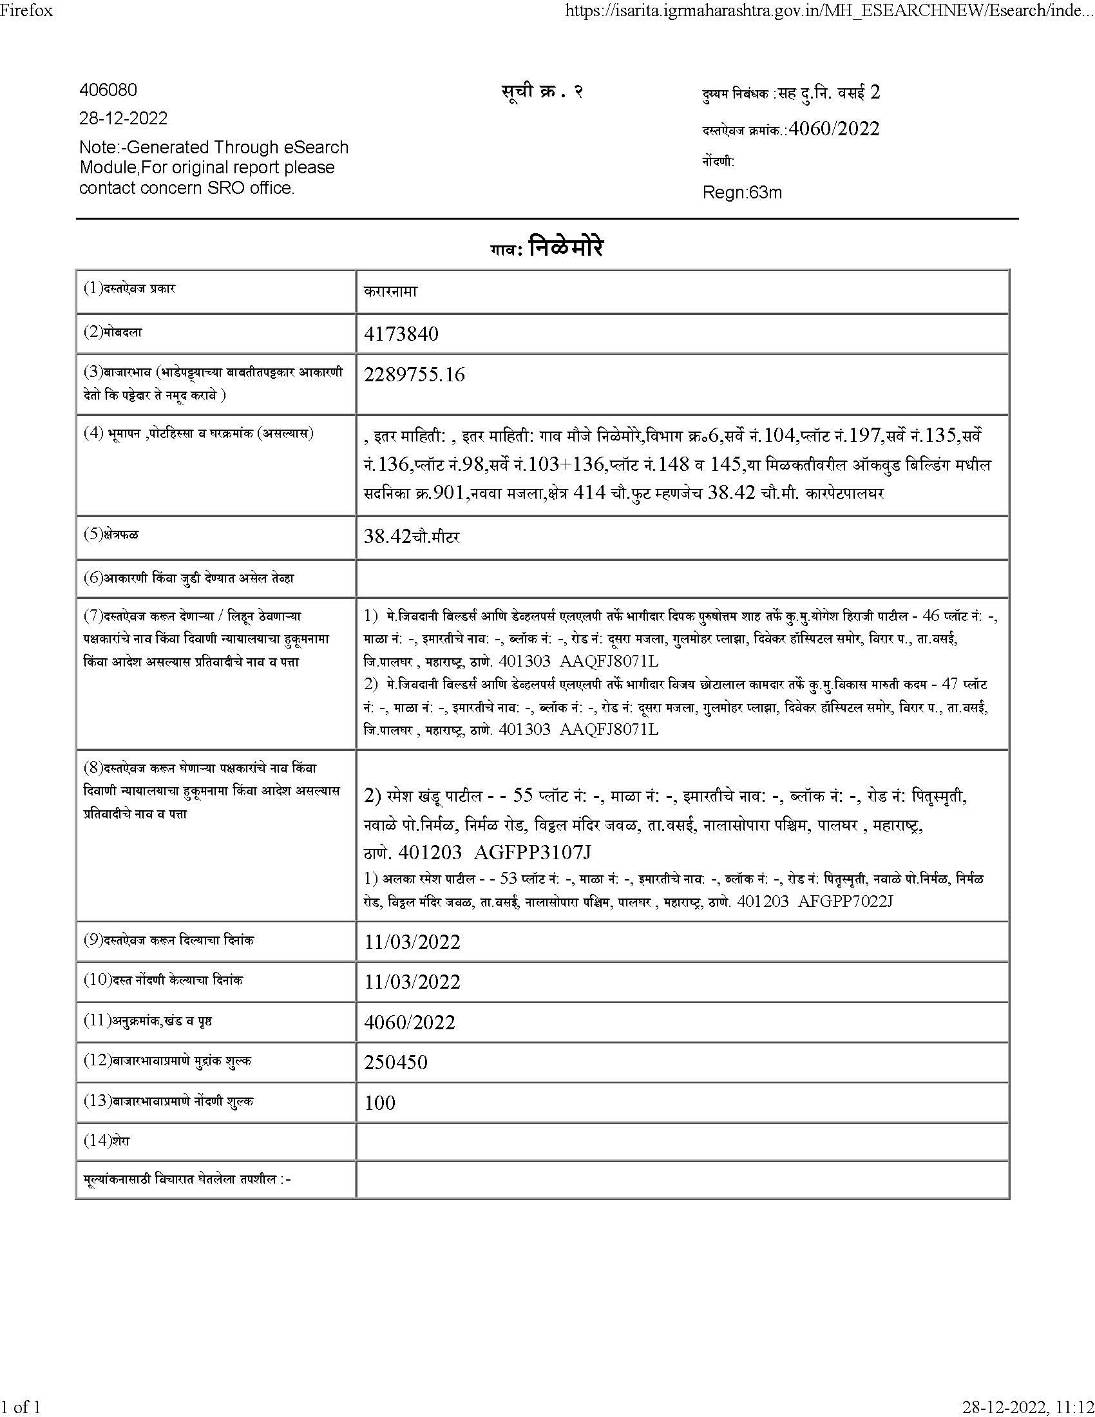 Firefox
https://isarita.igrmaharashtra.gov.in/MH_ESEARCHNEW/Esearch/inde...
406080
28-12-2022
Note:-Generated Through eSearch
Module,For original report please
contact concern SRO office.
सूची क्र . २
दुय्यम निबंधक :सह दु.नि. वसई 2
दस्तऐवज क्रमांक.:4060/2022
नोंदणी:
Regn:63m
गाव: निळेमोरे
(1)दस्तऐवज प्रकार
करारनामा
(2)मोबदला
4173840
(3)बाजारभाव (भाडेपट्टयाच्या बाबतीतपट्टकार आकारणी
देतो कि पट्टेदार ते नमूद करावे )
2289755.16
(4) भूमापन ,पोटहिस्सा व घरक्रमांक (असल्यास)
, इतर माहिती: , इतर माहिती: गाव मौजे निळेमोरे,विभाग क्र०6,सर्वे नं.104,प्लॉट नं.197,सर्वे नं.135,सर्वे
नं.136,प्लॉट नं.98,सर्वे नं.103+136,प्लॉट नं.148 व 145,या मिळकतीवरील ऑकवुड बिल्डिंग मधील
सदनिका क्र.901,नववा मजला,क्षेत्र 414 चौ.फुट म्हणजेच 38.42 चौ.मी. कारपेटपालघर
(5)क्षेत्रफळ
38.42चौ.मीटर
(6)आकारणी किंवा जुडी देण्यात असेल तेव्हा
(7)दस्तऐवज करून देणाऱ्या / लिहून ठेवणाऱ्या
पक्षकारांचे नाव किंवा दिवाणी न्यायालयाचा हुकूमनामा
किंवा आदेश असल्यास प्रतिवादीचे नाव व पत्ता
1) मे.जिवदानी बिल्डर्स आणि डेव्हलपर्स एलएलपी तर्फे भागीदार दिपक पुरुषोत्तम शाह तर्फे कु.मु.योगेश हिराजी पाटील - 46 प्लॉट नं: -,
माळा नं: -, इमारतीचे नाव: -, ब्लॉक नं: -, रोड नं: दूसरा मजला, गुलमोहर प्लाझा, दिवेकर हॉस्पिटल समोर, विरार प., ता.वसई,
जि.पालघर , महाराष्ट्र, ठाणे. 401303 AAQFJ8071L
2) मे.जिवदानी बिल्डर्स आणि डेव्हलपर्स एलएलपी तर्फे भागीदार विजय छोटालाल कामदार तर्फे कु.मु.विकास मारुती कदम - 47 प्लॉट
नं: -, माळा नं: -, इमारतीचे नाव: -, ब्लॉक नं: -, रोड नं: दूसरा मजला, गुलमोहर प्लाझा, दिवेकर हॉस्पिटल समोर, विरार प., ता.वसई,
जि.पालघर , महाराष्ट्र, ठाणे. 401303 AAQFJ8071L
(8)दस्तऐवज करून घेणाऱ्या पक्षकारांचे नाव किंवा
दिवाणी न्यायालयाचा हुकूमनामा किंवा आदेश असल्यास
प्रतिवादीचे नाव व पत्ता
2) रमेश खंडू पाटील - - 55 प्लॉट नं: -, माळा नं: -, इमारतीचे नाव: -, ब्लॉक नं: -, रोड नं: पितृस्मृती,
नवाळे पो.निर्मळ, निर्मळ रोड, विठ्ठल मंदिर जवळ, ता.वसई, नालासोपारा पश्चिम, पालघर , महाराष्ट्र,
ठाणे. 401203 AGFPP3107J
1) अलका रमेश पाटील - - 53 प्लॉट नं: -, माळा नं: -, इमारतीचे नाव: -, ब्लॉक नं: -, रोड नं: पितृस्मृती, नवाळे पो.निर्मळ, निर्मळ
रोड, विठ्ठल मंदिर जवळ, ता.वसई, नालासोपारा पश्चिम, पालघर , महाराष्ट्र, ठाणे. 401203 AFGPP7022J
(9)दस्तऐवज करून दिल्याचा दिनांक
11/03/2022
(10)दस्त नोंदणी केल्याचा दिनांक
11/03/2022
(11)अनुक्रमांक,खंड व पृष्ठ
4060/2022
(12)बाजारभावाप्रमाणे मुद्रांक शुल्क
250450
(13)बाजारभावाप्रमाणे नोंदणी शुल्क
100
(14)शेरा
मूल्यांकनासाठी विचारात घेतलेला तपशील :-
1 of 1
28-12-2022, 11:12